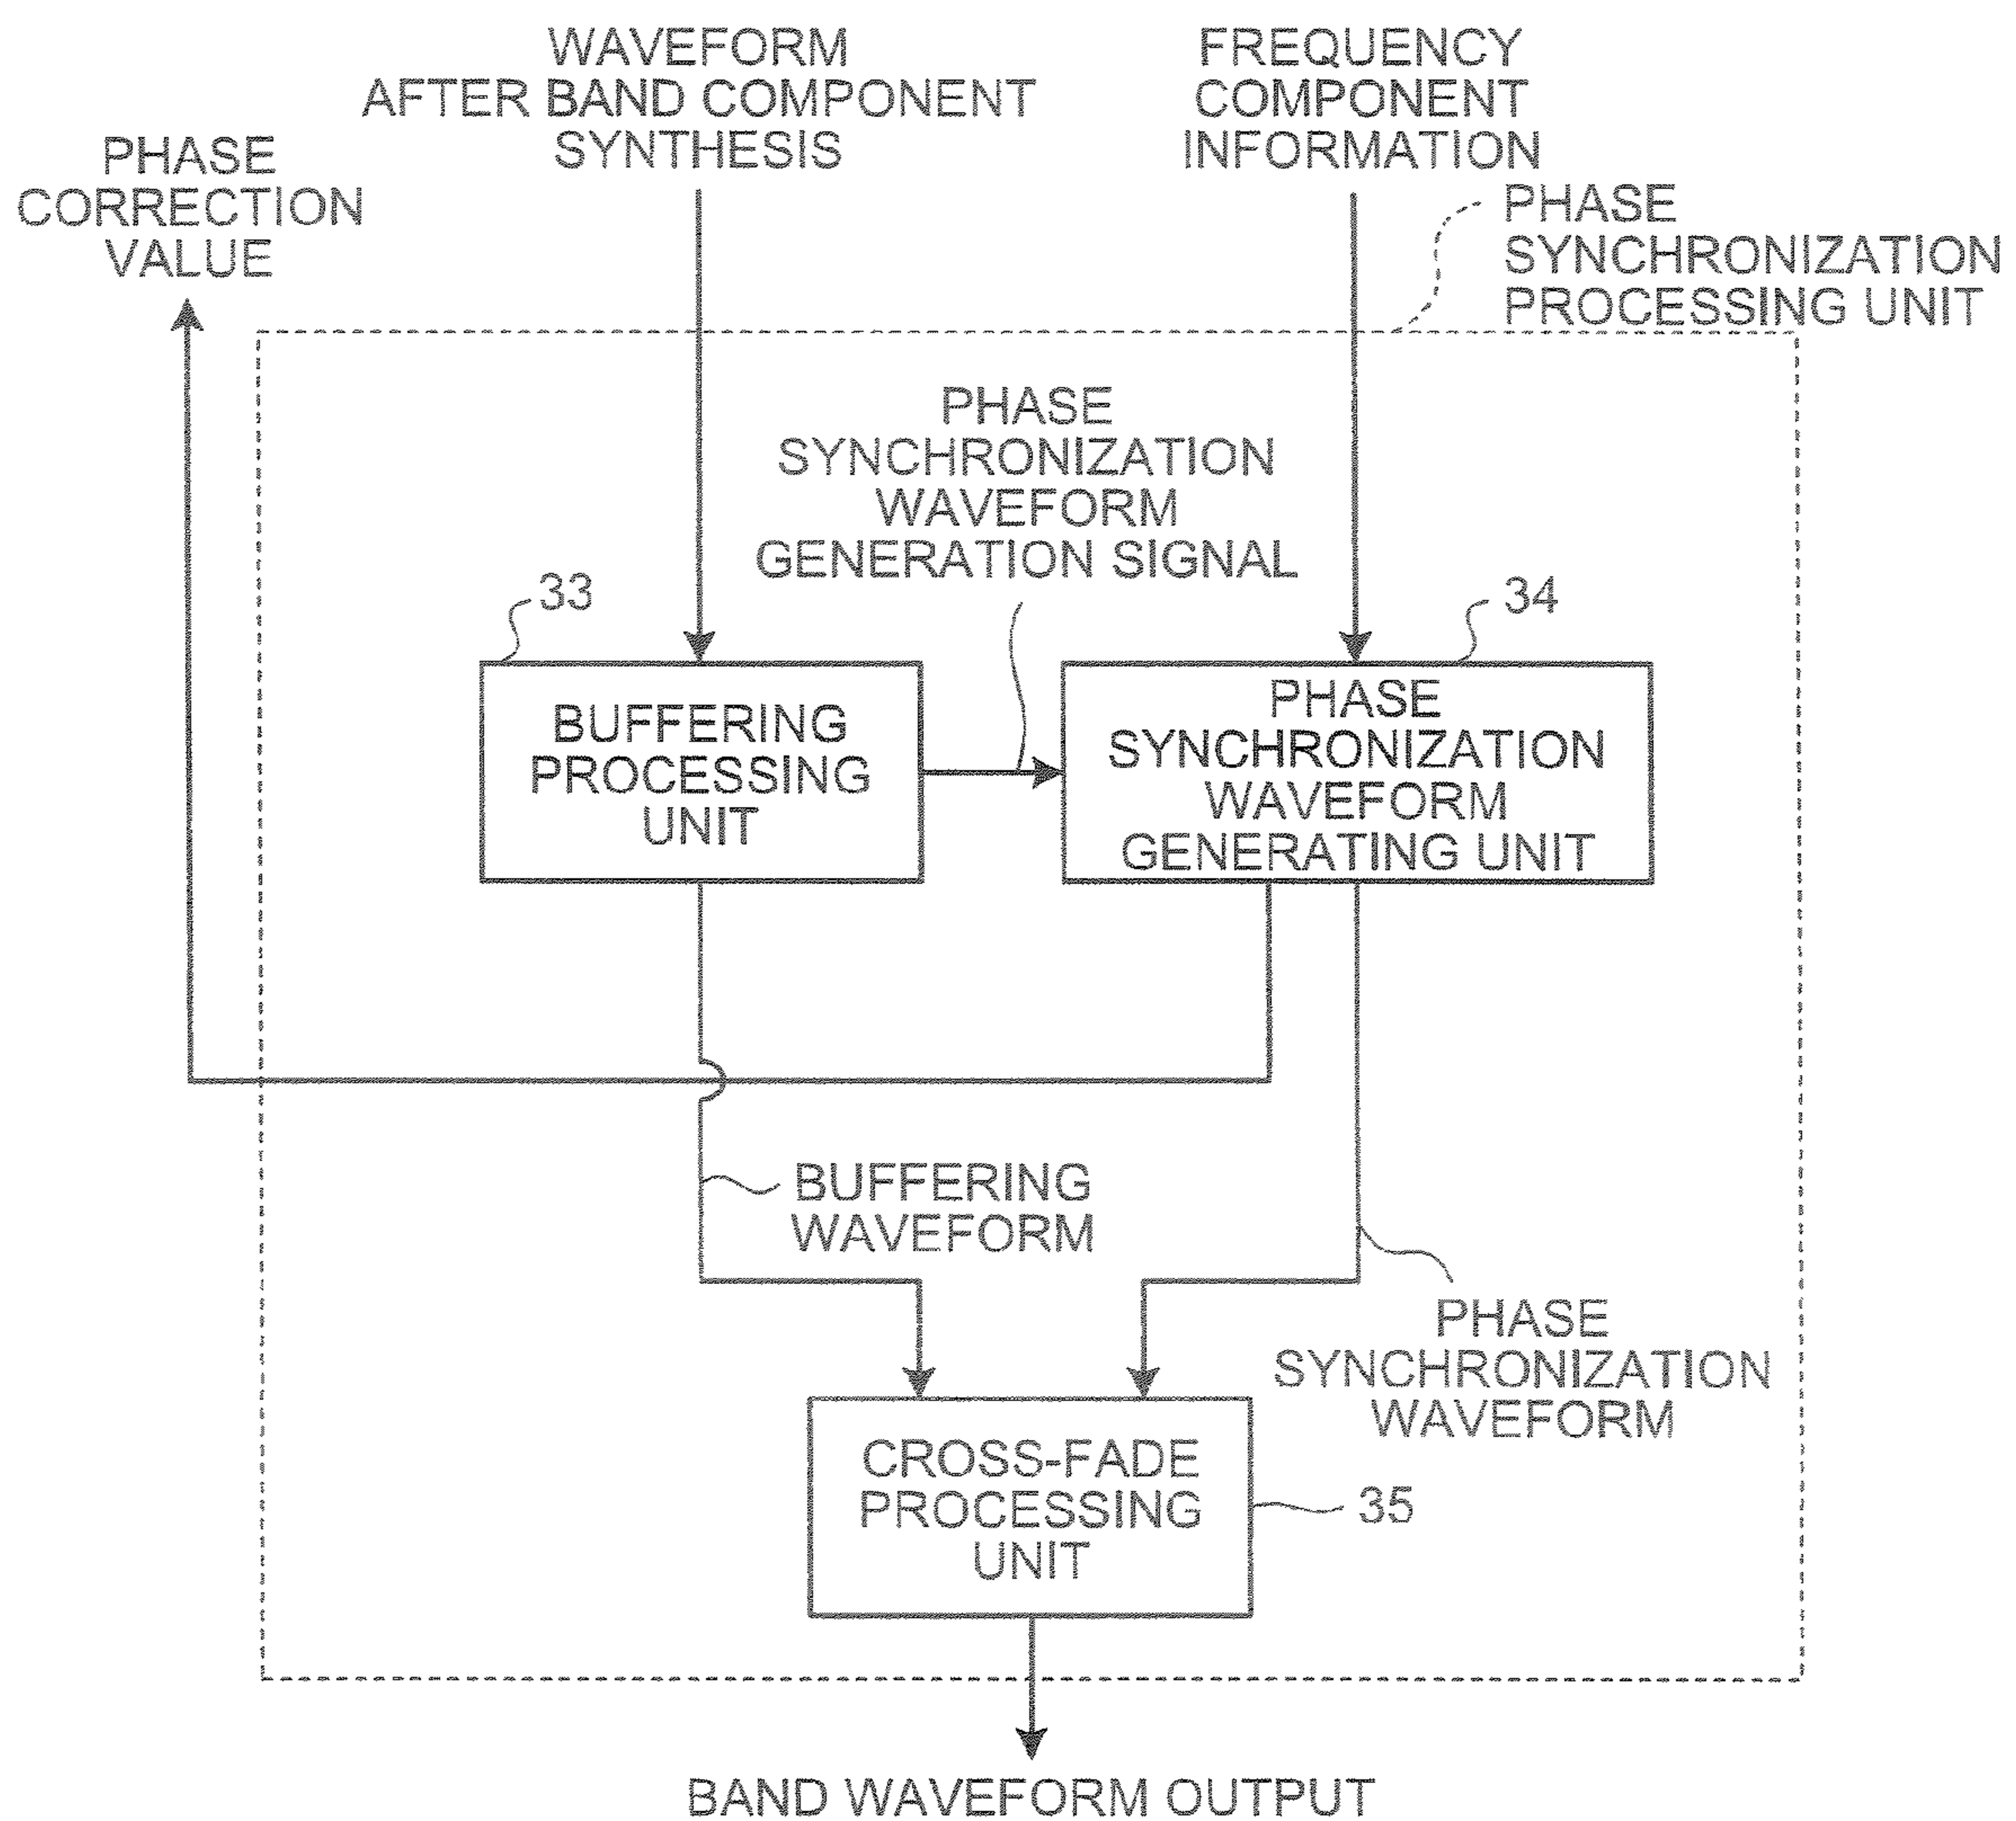 WAVEFORM
AFTER BAND COMPONENT
SYNTHESIS
FREQUENCY
COMPONENT
INFORMATION
PHASE
CORRECTION
VALUE
PHASE
SYNCHRONIZATION
PROCESSING UNIT
PHASE
SYNCHRONIZATION
WAVEFORM
GENERATION SIGNAL
33
34
BUFFERING
PROCESSING
UNIT
PHASE
SYNCHRONIZATION
WAVEFORM
GENERATING UNIT
BUFFERING
WAVEFORM
PHASE
SYNCHRONIZATION
WAVEFORM
CROSS-FADE
PROCESSING
UNIT
35
BAND WAVEFORM OUTPUT